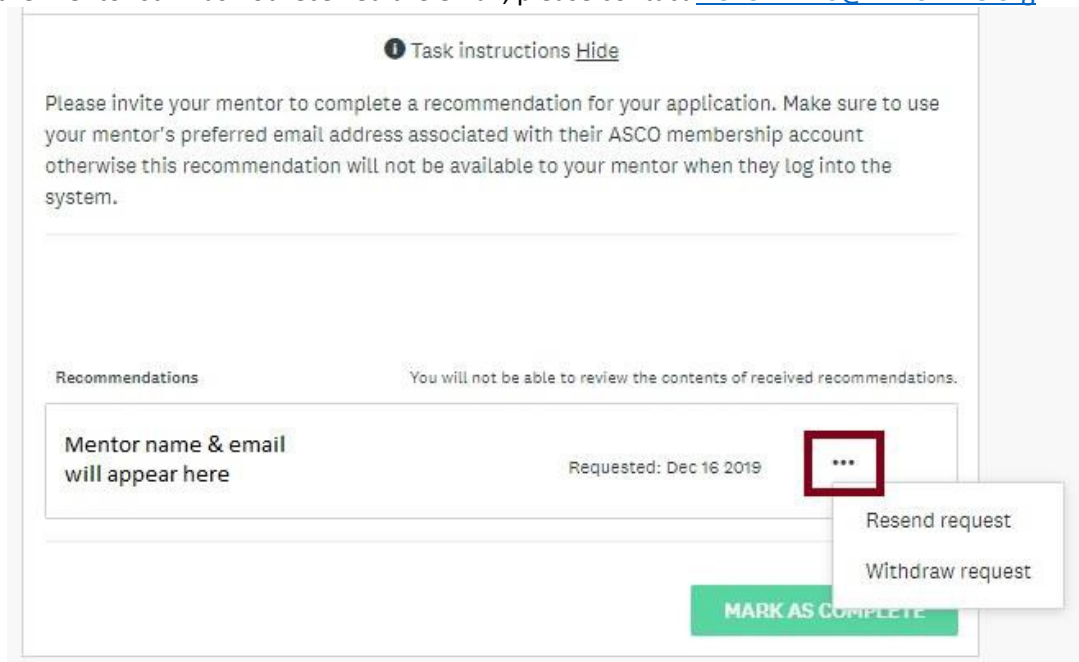 Task instructions Hide
Please invite your mentor to complete a recommendation for your application. Make sure to use
your mentor's preferred email address associated with their ASCO membership account
otherwise this recommendation will not be available to your mentor when they log into the
system.
Recommendations You will not be able to review the contents of received recommendations.
Mentor name & email
will appear here
Requested: Dec 16 2019 •••
Resend request
Withdraw request
MARK AS COMPLETE